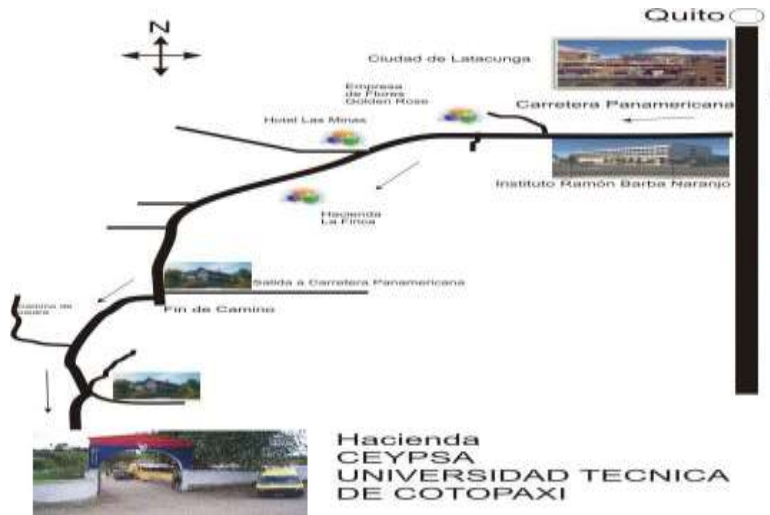 Quito
N
Ciudad de Latacunga
Empresa
de Flores
Golden Rose
Carretera Panamericana
Hotel Las Minas
Instituto Ramón Barba Naranjo
Hacienda
La Finca
Salida a Carretera Panamericana
Fin de Camino
Hacienda
CEYPSA
UNIVERSIDAD TECNICA
DE COTOPAXI